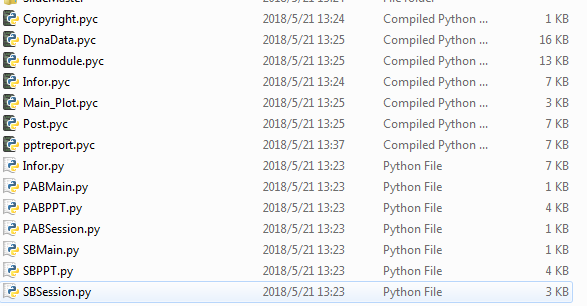 SlideMaster 2018/5/21 13:24 File folder
Copyright.pyc 2018/5/21 13:24 Compiled Python ... 1 KB
DynaData.pyc 2018/5/21 13:25 Compiled Python ... 16 KB
funmodule.pyc 2018/5/21 13:25 Compiled Python ... 13 KB
Infor.pyc 2018/5/21 13:24 Compiled Python ... 7 KB
Main_Plot.pyc 2018/5/21 13:25 Compiled Python ... 3 KB
Post.pyc 2018/5/21 13:25 Compiled Python ... 7 KB
pptreport.pyc 2018/5/21 13:37 Compiled Python ... 7 KB
Infor.py 2018/5/21 13:23 Python File 7 KB
PABMain.py 2018/5/21 13:23 Python File 1 KB
PABPPT.py 2018/5/21 13:23 Python File 4 KB
PABSession.py 2018/5/21 13:23 Python File 1 KB
SBMain.py 2018/5/21 13:23 Python File 1 KB
SBPPT.py 2018/5/21 13:23 Python File 4 KB
SBSession.py 2018/5/21 13:23 Python File 3 KB